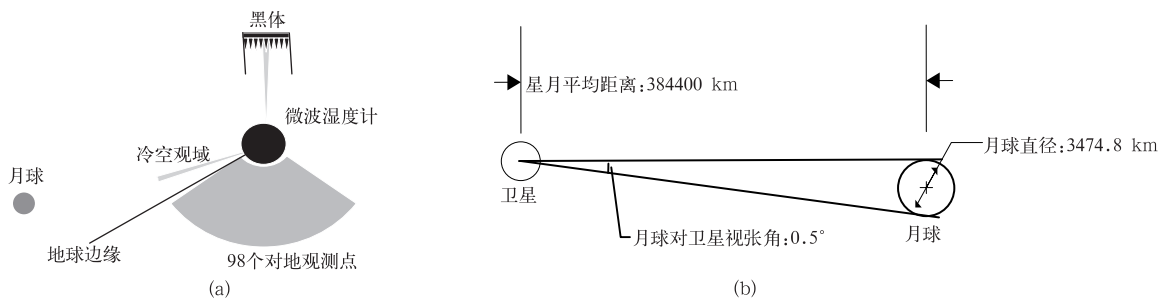 黑体
微波湿度计
冷空观域
月球
地球边缘
98个对地观测点
(a)
星月平均距离:384400 km
月球直径:3474.8 km
卫星
月球对卫星视张角:0.5°
月球
(b)